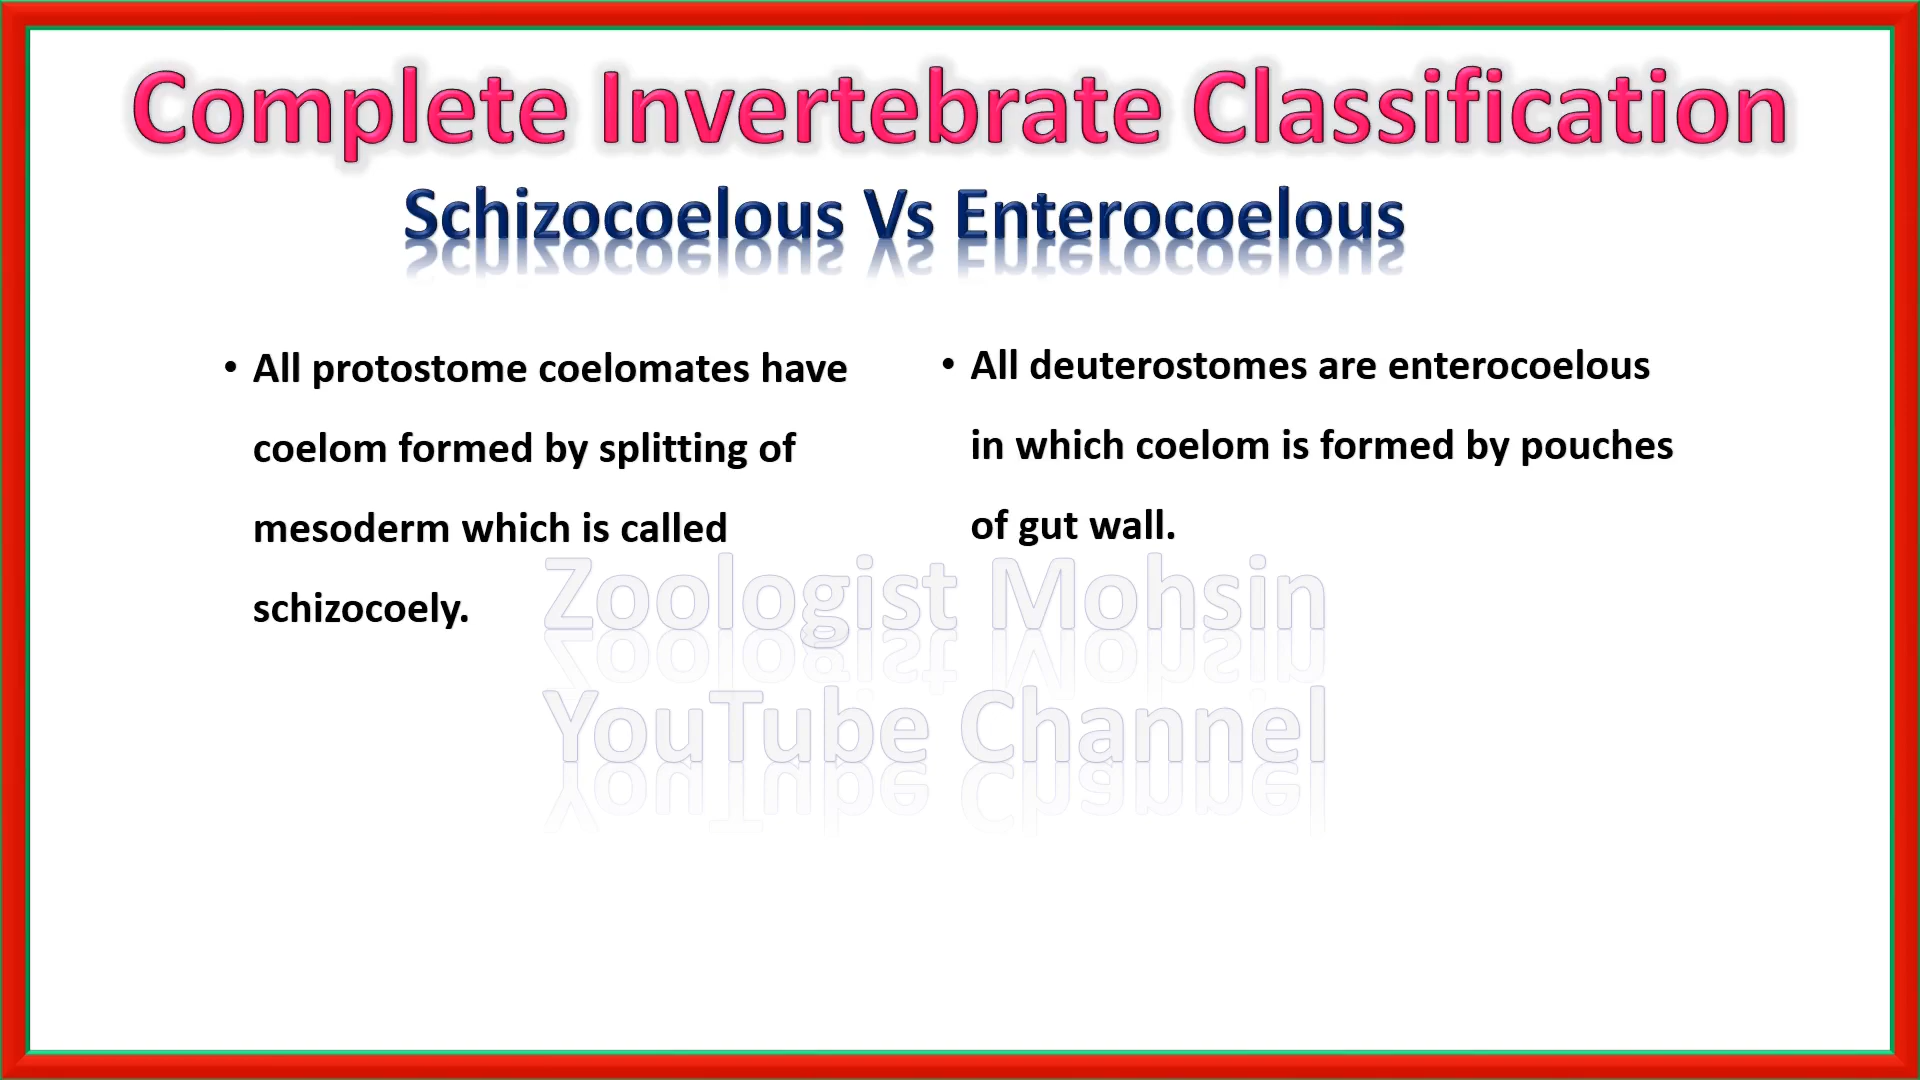 Complete Invertebrate Classification
Schizocoelous Vs Enterocoelous
• All protostome coelomates have
coelom formed by splitting of
mesoderm which is called
schizocoely.
• All deuterostomes are enterocoelous
in which coelom is formed by pouches
of gut wall.
Zoologist Mohsin
YouTube Channel